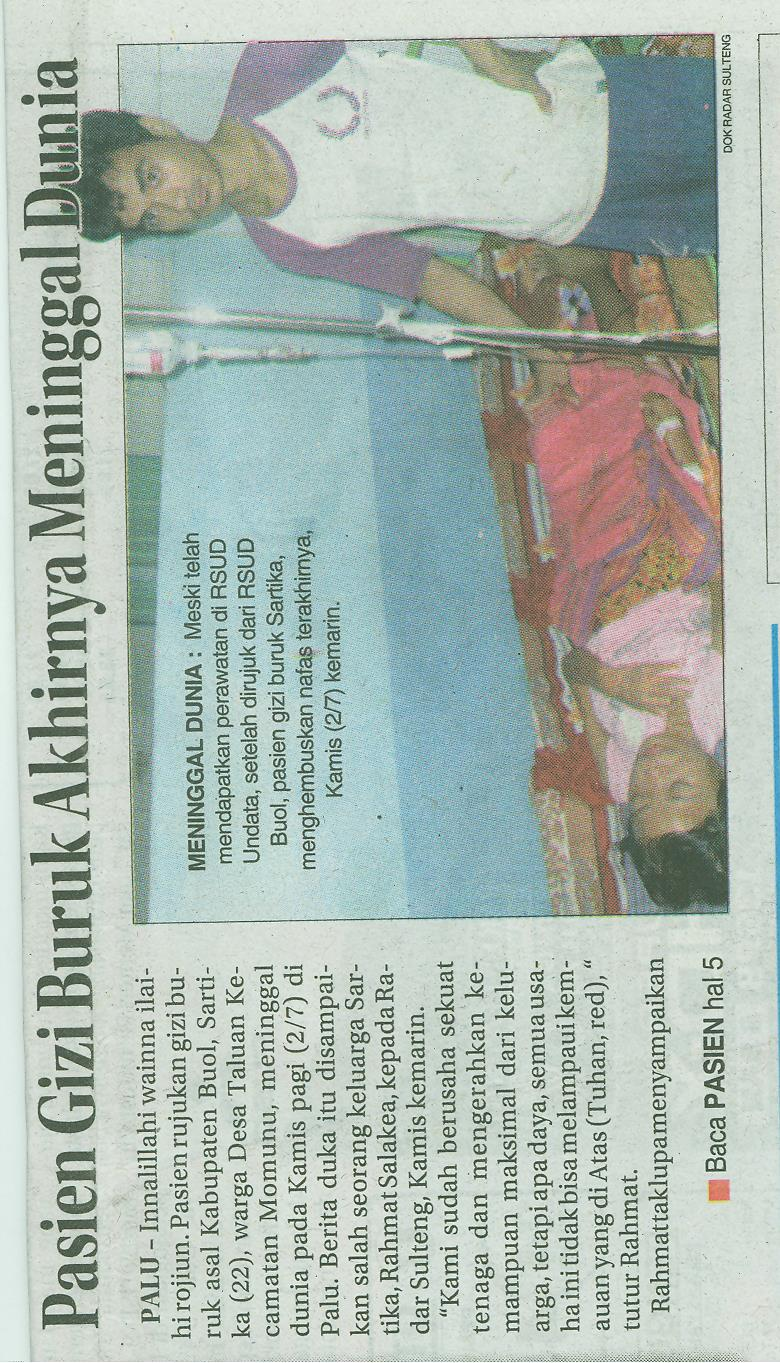 Pasien Gizi Buruk Akhirnya Meninggal Dunia
PALU – Innalillahi wainna ilai-
hi rojiun. Pasien rujukan gizi bu-
ruk asal Kabupaten Buol, Sarti-
ka (22), warga Desa Taluan Ke-
camatan Momunu, meninggal
dunia pada Kamis pagi (2/7) di
Palu. Berita duka itu disampai-
kan salah seorang keluarga Sar-
tika, Rahmat Salakea, kepada Ra-
dar Sulteng, Kamis kemarin.
“Kami sudah berusaha sekuat
tenaga dan mengerahkan ke-
mampuan maksimal dari kelu-
arga, tetapi apa daya, semua usa-
ha ini tidak bisa melampaui kem-
auan yang di Atas (Tuhan, red), “
tutur Rahmat.
Rahmat tak lupa menyampaikan
Baca PASIEN hal 5
MENINGGAL DUNIA : Meski telah
mendapatkan perawatan di RSUD
Undata, setelah dirujuk dari RSUD
Buol, pasien gizi buruk Sartika,
menghembuskan nafas terakhirnya,
Kamis (2/7) kemarin.
DOK RADAR SULTENG